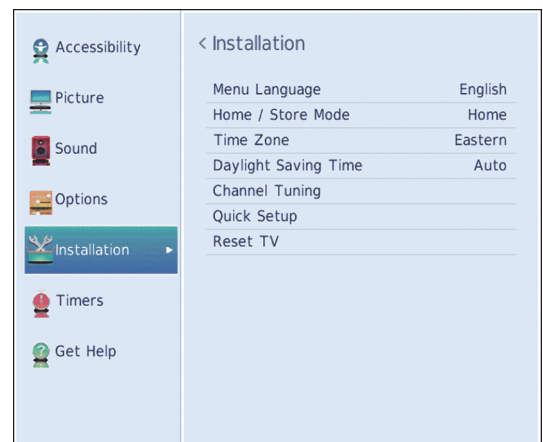 Accessibility
Picture
Sound
Options
Installation
Timers
Get Help
< Installation
Menu Language English
Home / Store Mode Home
Time Zone Eastern
Daylight Saving Time Auto
Channel Tuning
Quick Setup
Reset TV